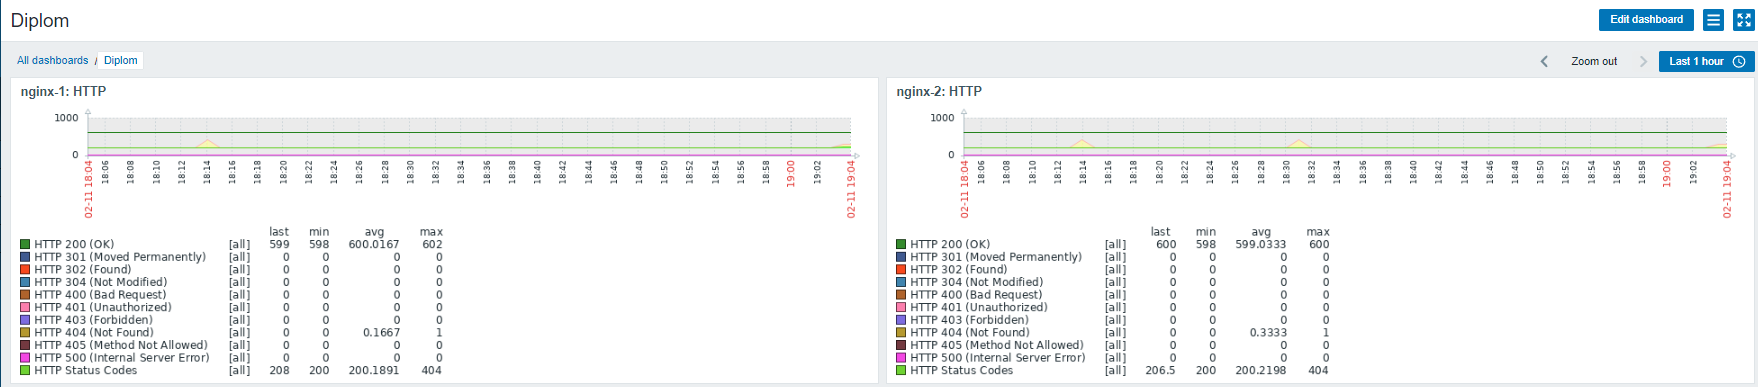 Diplom
Edit dashboard
All dashboards / Diplom
Zoom out
Last 1 hour
nginx-1: HTTP
1000
0
02-11 18:04 18:06 18:08 18:10 18:12 18:14 18:16 18:18 18:20 18:22 18:24 18:26 18:28 18:30 18:32 18:34 18:36 18:38 18:40 18:42 18:44 18:46 18:48 18:50 18:52 18:54 18:56 18:58 19:00 19:02 02-11 19:04
last min avg max
HTTP 200 (OK) [all] 599 598 600.0167 602
HTTP 301 (Moved Permanently) [all] 0 0 0 0
HTTP 302 (Found) [all] 0 0 0 0
HTTP 304 (Not Modified) [all] 0 0 0 0
HTTP 400 (Bad Request) [all] 0 0 0 0
HTTP 401 (Unauthorized) [all] 0 0 0 0
HTTP 403 (Forbidden) [all] 0 0 0 0
HTTP 404 (Not Found) [all] 0 0 0.1667 1
HTTP 405 (Method Not Allowed) [all] 0 0 0 0
HTTP 500 (Internal Server Error) [all] 0 0 0 0
HTTP Status Codes [all] 208 200 200.1891 404
nginx-2: HTTP
1000
0
02-11 18:04 18:06 18:08 18:10 18:12 18:14 18:16 18:18 18:20 18:22 18:24 18:26 18:28 18:30 18:32 18:34 18:36 18:38 18:40 18:42 18:44 18:46 18:48 18:50 18:52 18:54 18:56 18:58 19:00 19:02 02-11 19:04
last min avg max
HTTP 200 (OK) [all] 600 598 599.0333 600
HTTP 301 (Moved Permanently) [all] 0 0 0 0
HTTP 302 (Found) [all] 0 0 0 0
HTTP 304 (Not Modified) [all] 0 0 0 0
HTTP 400 (Bad Request) [all] 0 0 0 0
HTTP 401 (Unauthorized) [all] 0 0 0 0
HTTP 403 (Forbidden) [all] 0 0 0 0
HTTP 404 (Not Found) [all] 0 0 0.3333 1
HTTP 405 (Method Not Allowed) [all] 0 0 0 0
HTTP 500 (Internal Server Error) [all] 0 0 0 0
HTTP Status Codes [all] 206.5 200 200.2198 404